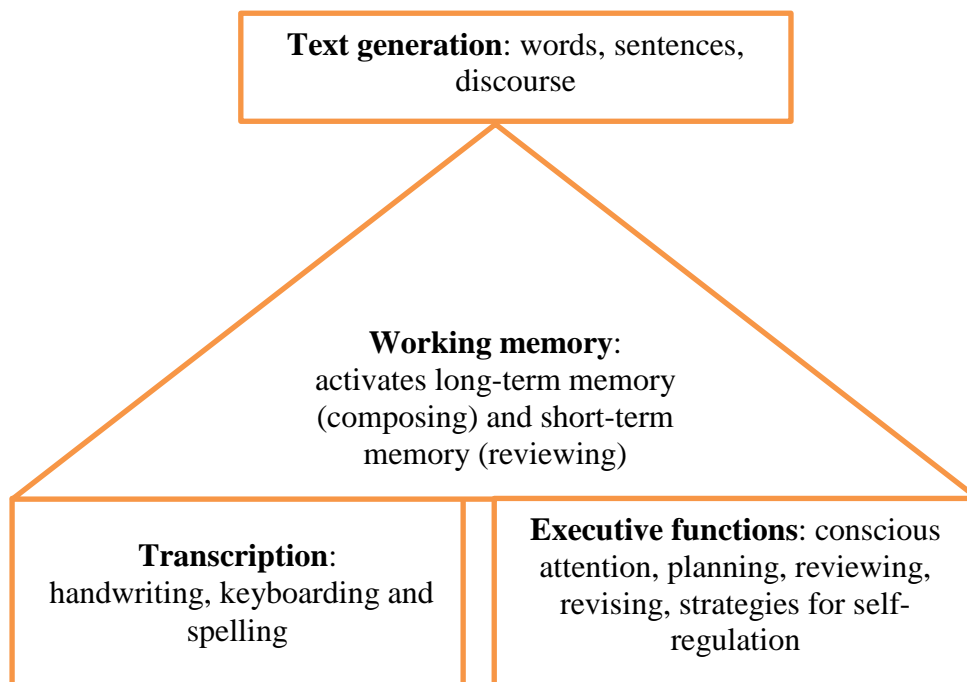 Text generation: words, sentences,
discourse
Working memory:
activates long-term memory
(composing) and short-term
memory (reviewing)
Transcription:
handwriting, keyboarding and
spelling
Executive functions: conscious
attention, planning, reviewing,
revising, strategies for self-
regulation